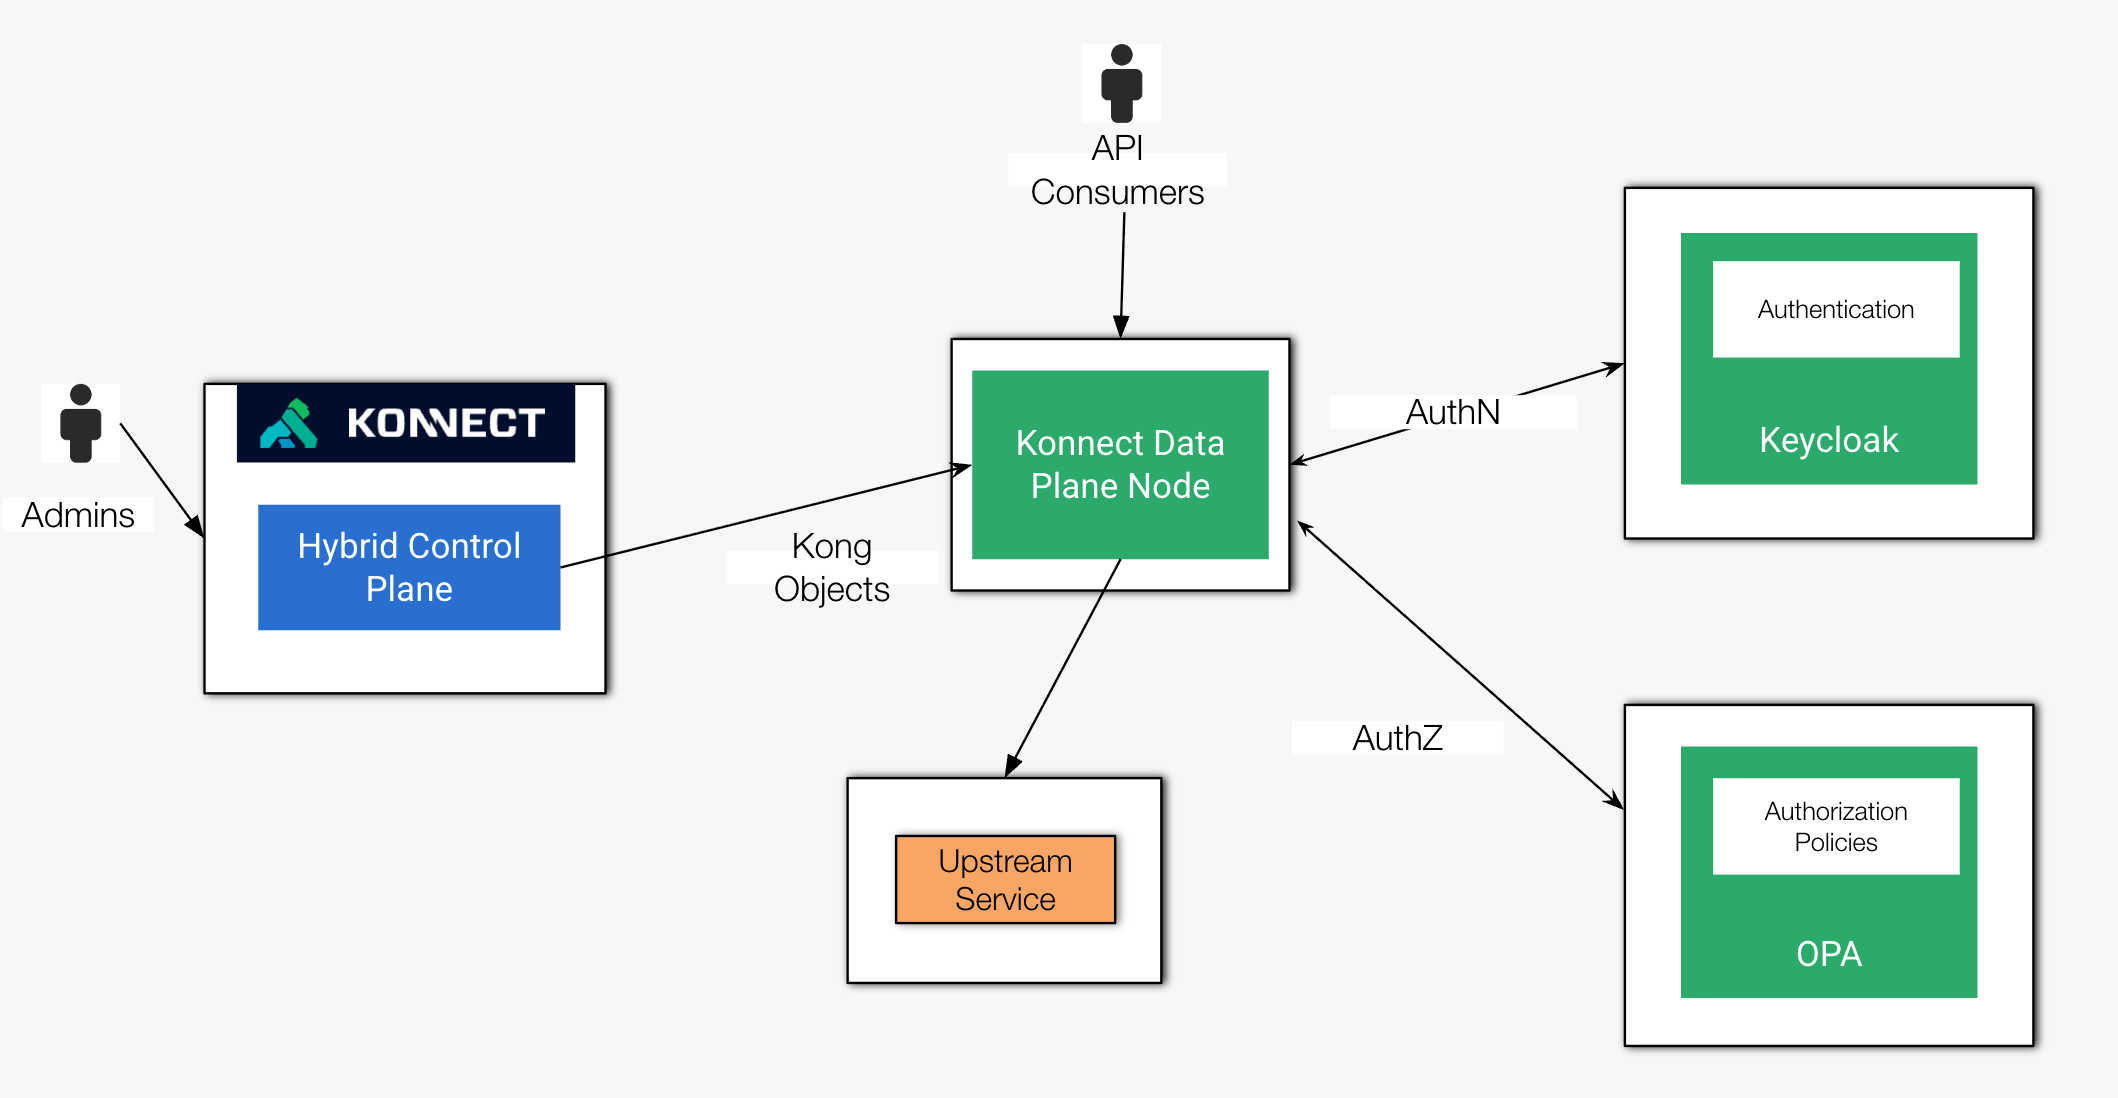 API
Consumers
Admins
KONNECT
Hybrid Control
Plane
Kong
Objects
Konnect Data
Plane Node
AuthN
Authentication
Keycloak
AuthZ
Authorization
Policies
OPA
Upstream
Service